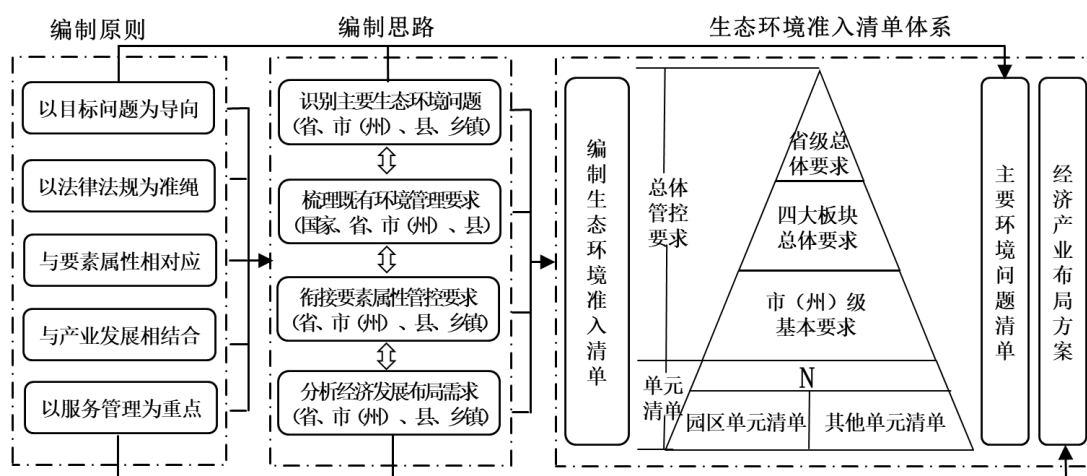 编制原则
编制思路
生态环境准入清单体系
以目标问题为导向
以法律法规为准绳
与要素属性相对应
与产业发展相结合
以服务管理为重点
识别主要生态环境问题
（省、市（州）、县、乡镇）
梳理既有环境管理要求
（国家、省、市（州）、县）
衔接要素属性管控要求
（省、市（州）、县、乡镇）
分析经济发展布局需求
（省、市（州）、县、乡镇）
编制生态环境准入清单
总体
管控
要求
单元
清单
省级总
体要求
四大板块
总体要求
市（州）级
基本要求
N
园区单元清单
其他单元清单
主要环境问题清单
经济产业布局方案